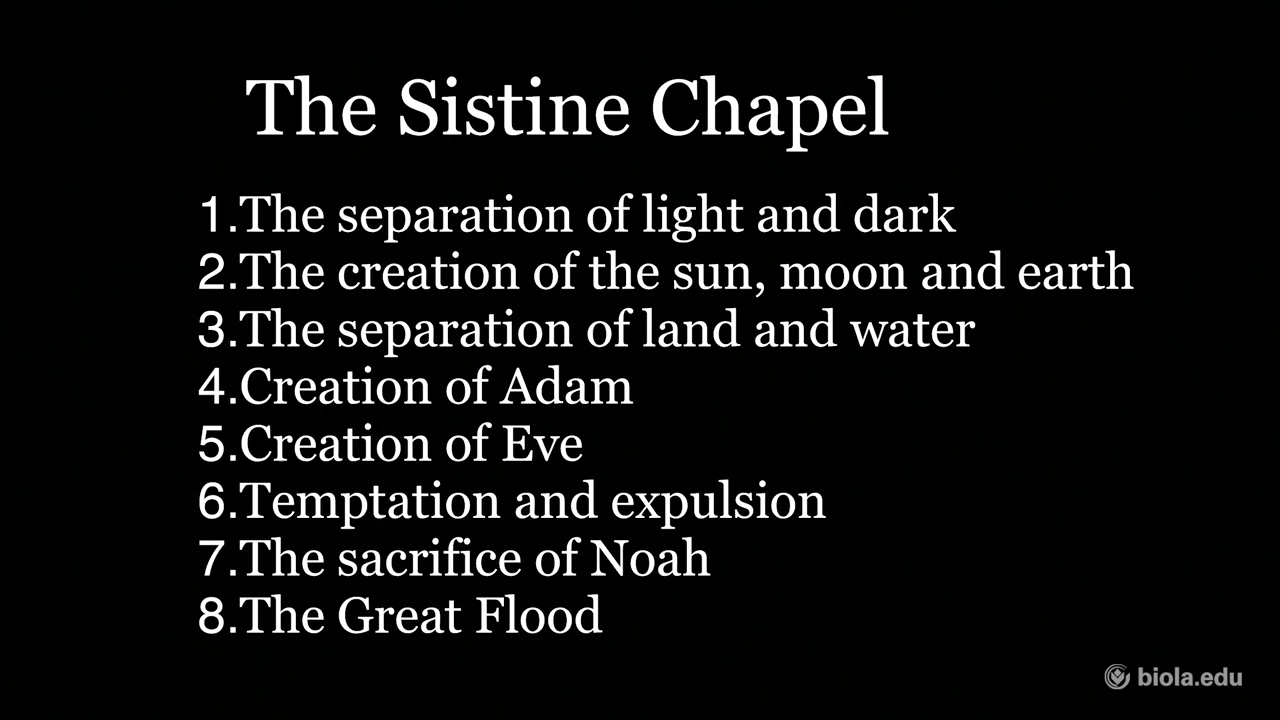 The Sistine Chapel
1.The separation of light and dark
2.The creation of the sun, moon and earth
3.The separation of land and water
4.Creation of Adam
5.Creation of Eve
6.Temptation and expulsion
7.The sacrifice of Noah
8.The Great Flood
biola.edu